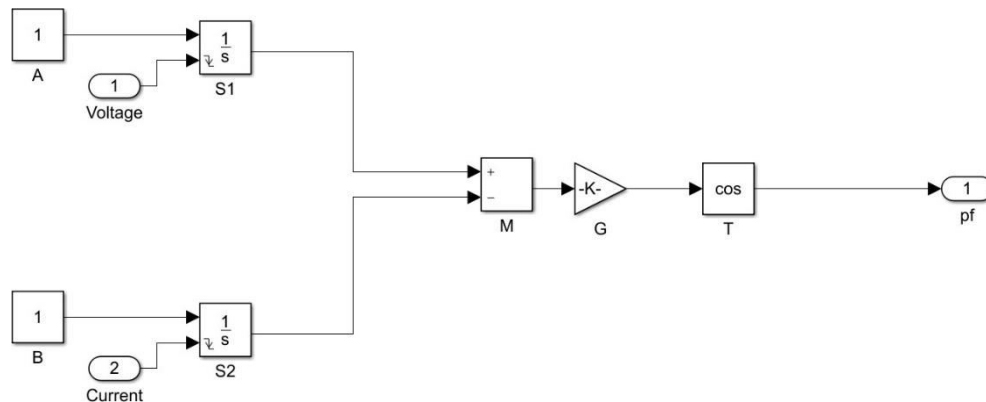 1
A
1
Voltage
1
s
S1
+
−
M
-K-
G
cos
T
1
pf
1
B
2
Current
1
s
S2